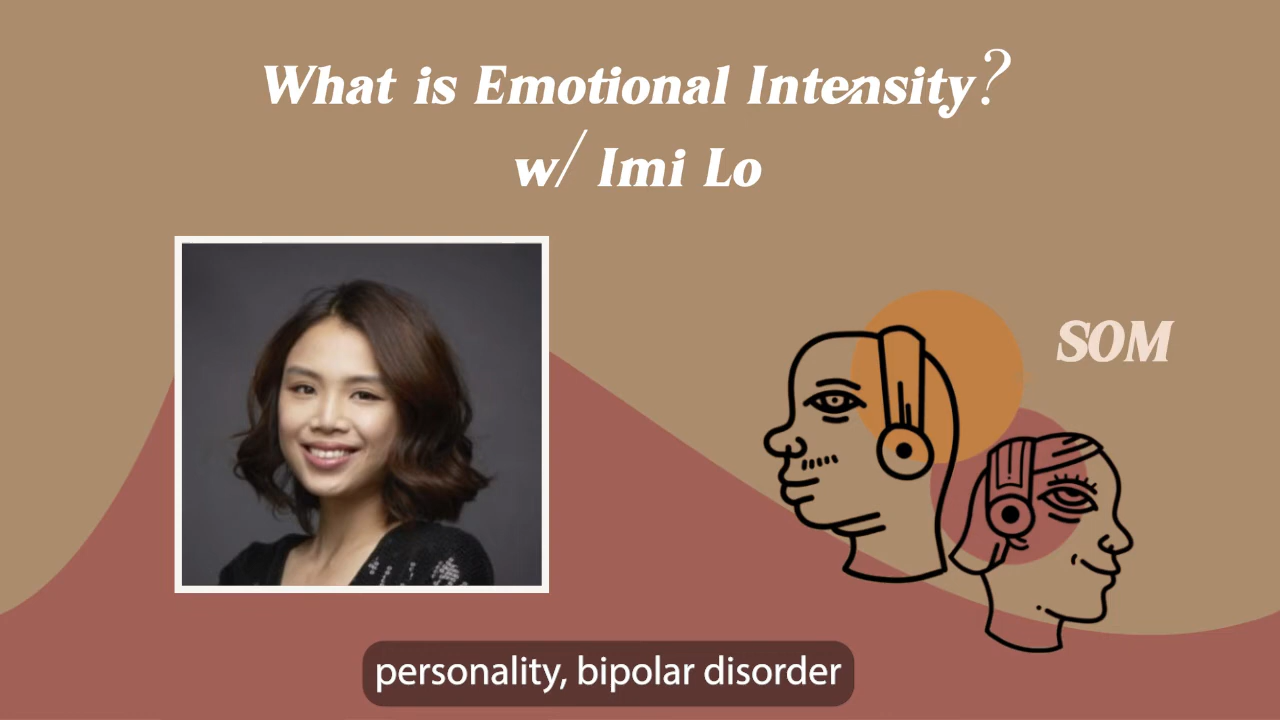 What is Emotional Intensity?
w/ Imi Lo
SOM
personality, bipolar disorder